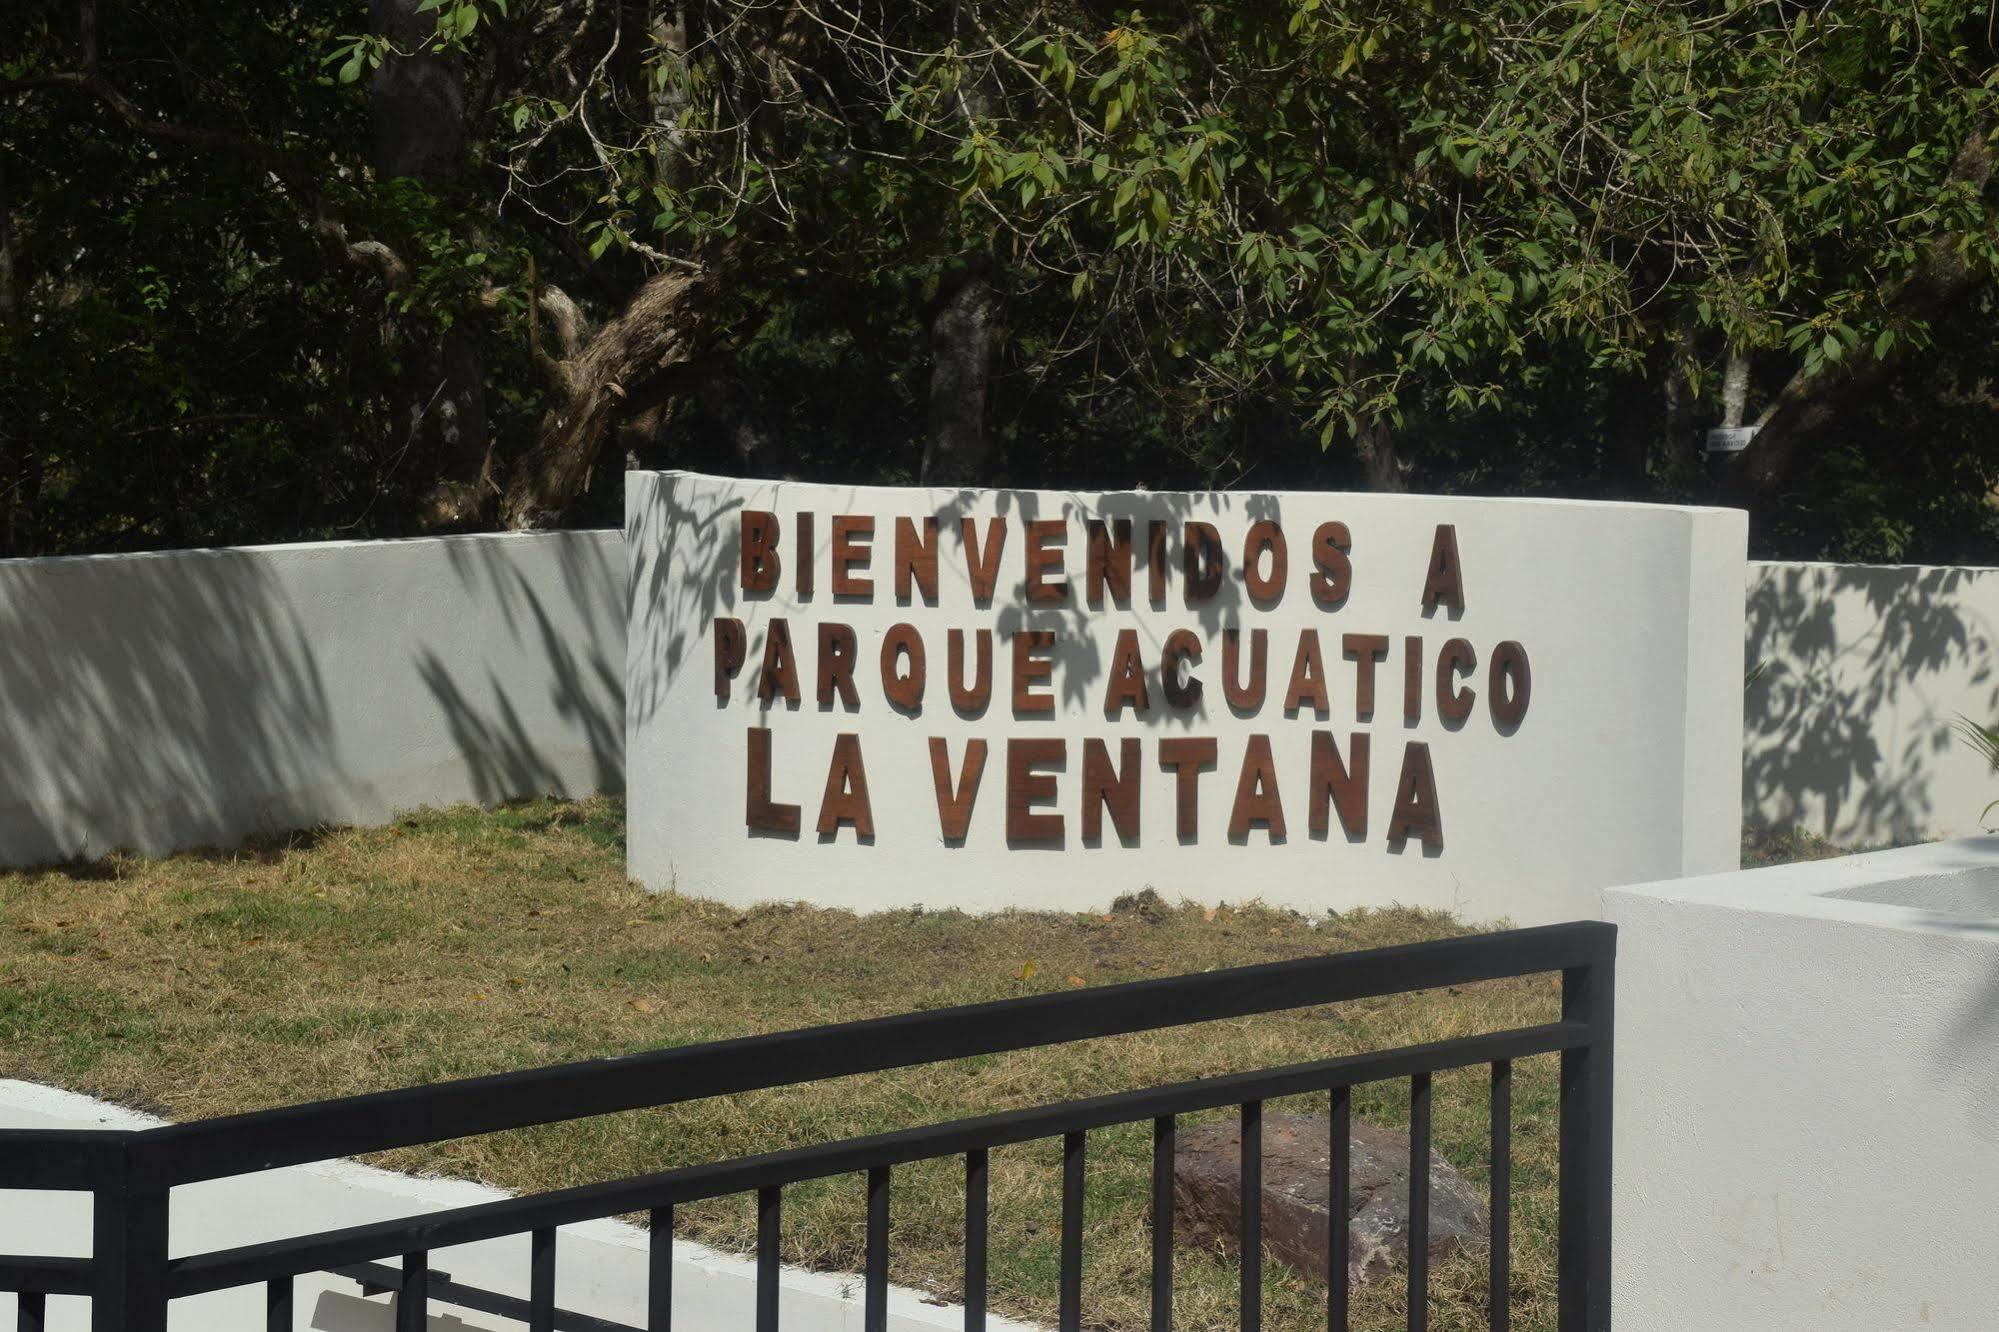 BIENVENIDOS A
PARQUE ACUATICO
LA VENTANA